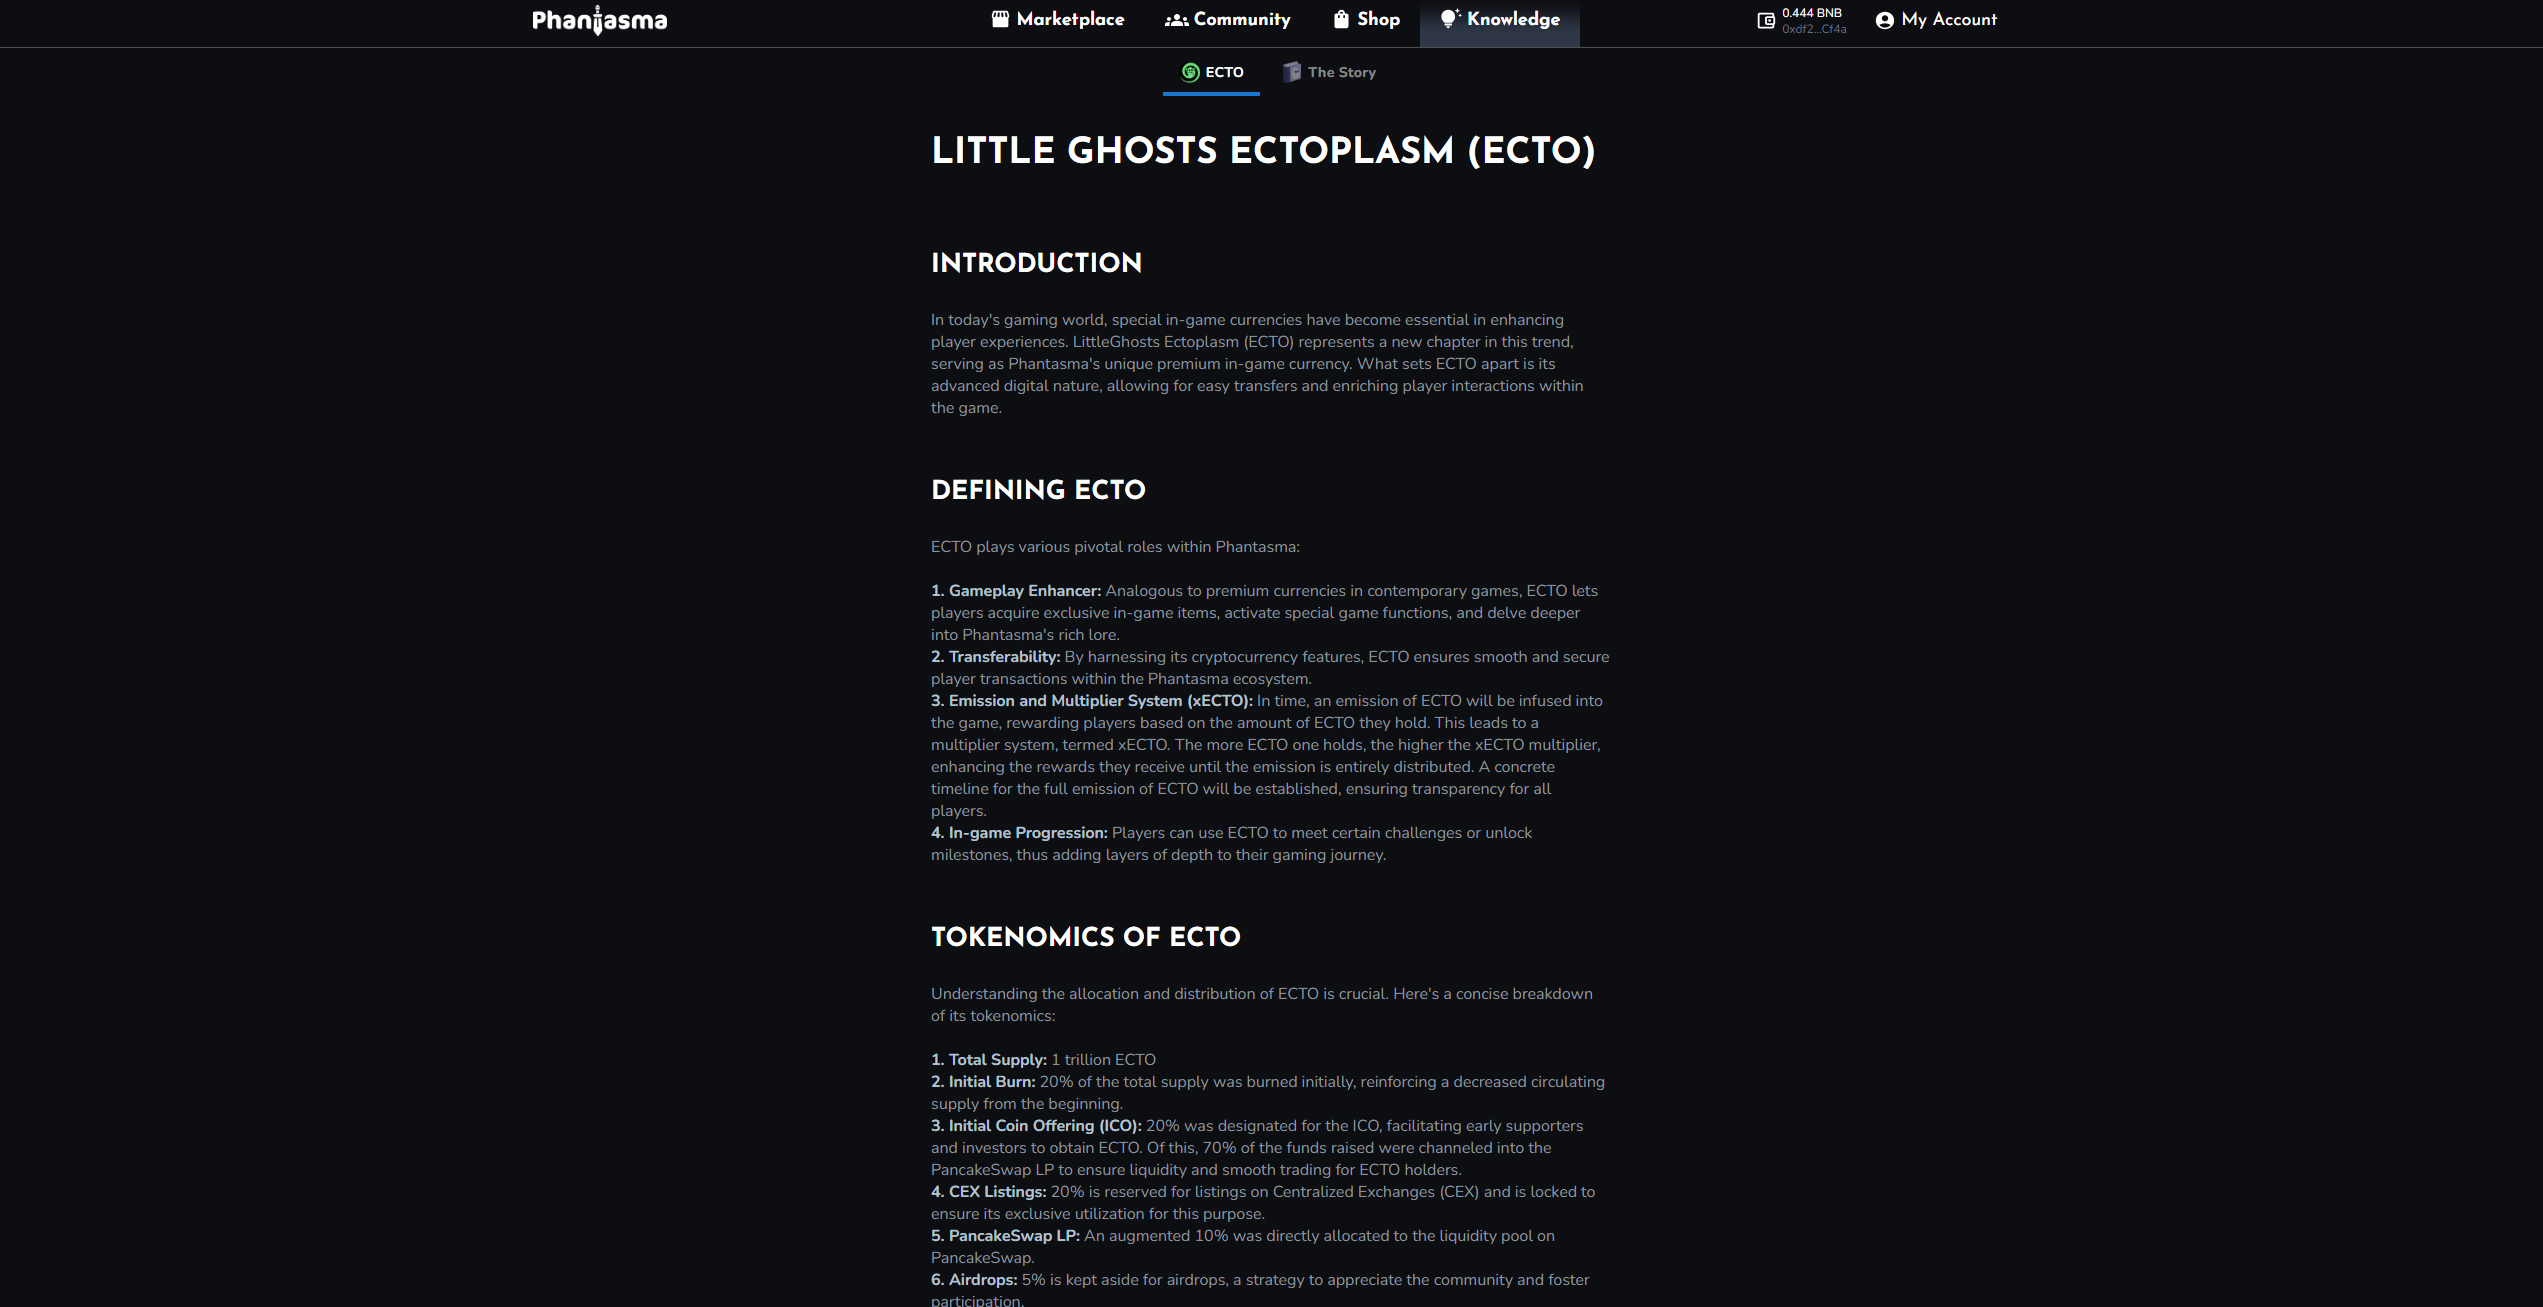 Phantasma
Marketplace
Community
Shop
Knowledge
0.444 BNB
0xdf2...Cf4a
My Account
ECTO
The Story
LITTLE GHOSTS ECTOPLASM (ECTO)
INTRODUCTION
In today's gaming world, special in-game currencies have become essential in enhancing
player experiences. LittleGhosts Ectoplasm (ECTO) represents a new chapter in this trend,
serving as Phantasma's unique premium in-game currency. What sets ECTO apart is its
advanced digital nature, allowing for easy transfers and enriching player interactions within
the game.
DEFINING ECTO
ECTO plays various pivotal roles within Phantasma:
1. Gameplay Enhancer: Analogous to premium currencies in contemporary games, ECTO lets
players acquire exclusive in-game items, activate special game functions, and delve deeper
into Phantasma's rich lore.
2. Transferability: By harnessing its cryptocurrency features, ECTO ensures smooth and secure
player transactions within the Phantasma ecosystem.
3. Emission and Multiplier System (xECTO): In time, an emission of ECTO will be infused into
the game, rewarding players based on the amount of ECTO they hold. This leads to a
multiplier system, termed xECTO. The more ECTO one holds, the higher the xECTO multiplier,
enhancing the rewards they receive until the emission is entirely distributed. A concrete
timeline for the full emission of ECTO will be established, ensuring transparency for all
players.
4. In-game Progression: Players can use ECTO to meet certain challenges or unlock
milestones, thus adding layers of depth to their gaming journey.
TOKENOMICS OF ECTO
Understanding the allocation and distribution of ECTO is crucial. Here's a concise breakdown
of its tokenomics:
1. Total Supply: 1 trillion ECTO
2. Initial Burn: 20% of the total supply was burned initially, reinforcing a decreased circulating
supply from the beginning.
3. Initial Coin Offering (ICO): 20% was designated for the ICO, facilitating early supporters
and investors to obtain ECTO. Of this, 70% of the funds raised were channeled into the
PancakeSwap LP to ensure liquidity and smooth trading for ECTO holders.
4. CEX Listings: 20% is reserved for listings on Centralized Exchanges (CEX) and is locked to
ensure its exclusive utilization for this purpose.
5. PancakeSwap LP: An augmented 10% was directly allocated to the liquidity pool on
PancakeSwap.
6. Airdrops: 5% is kept aside for airdrops, a strategy to appreciate the community and foster
participation.